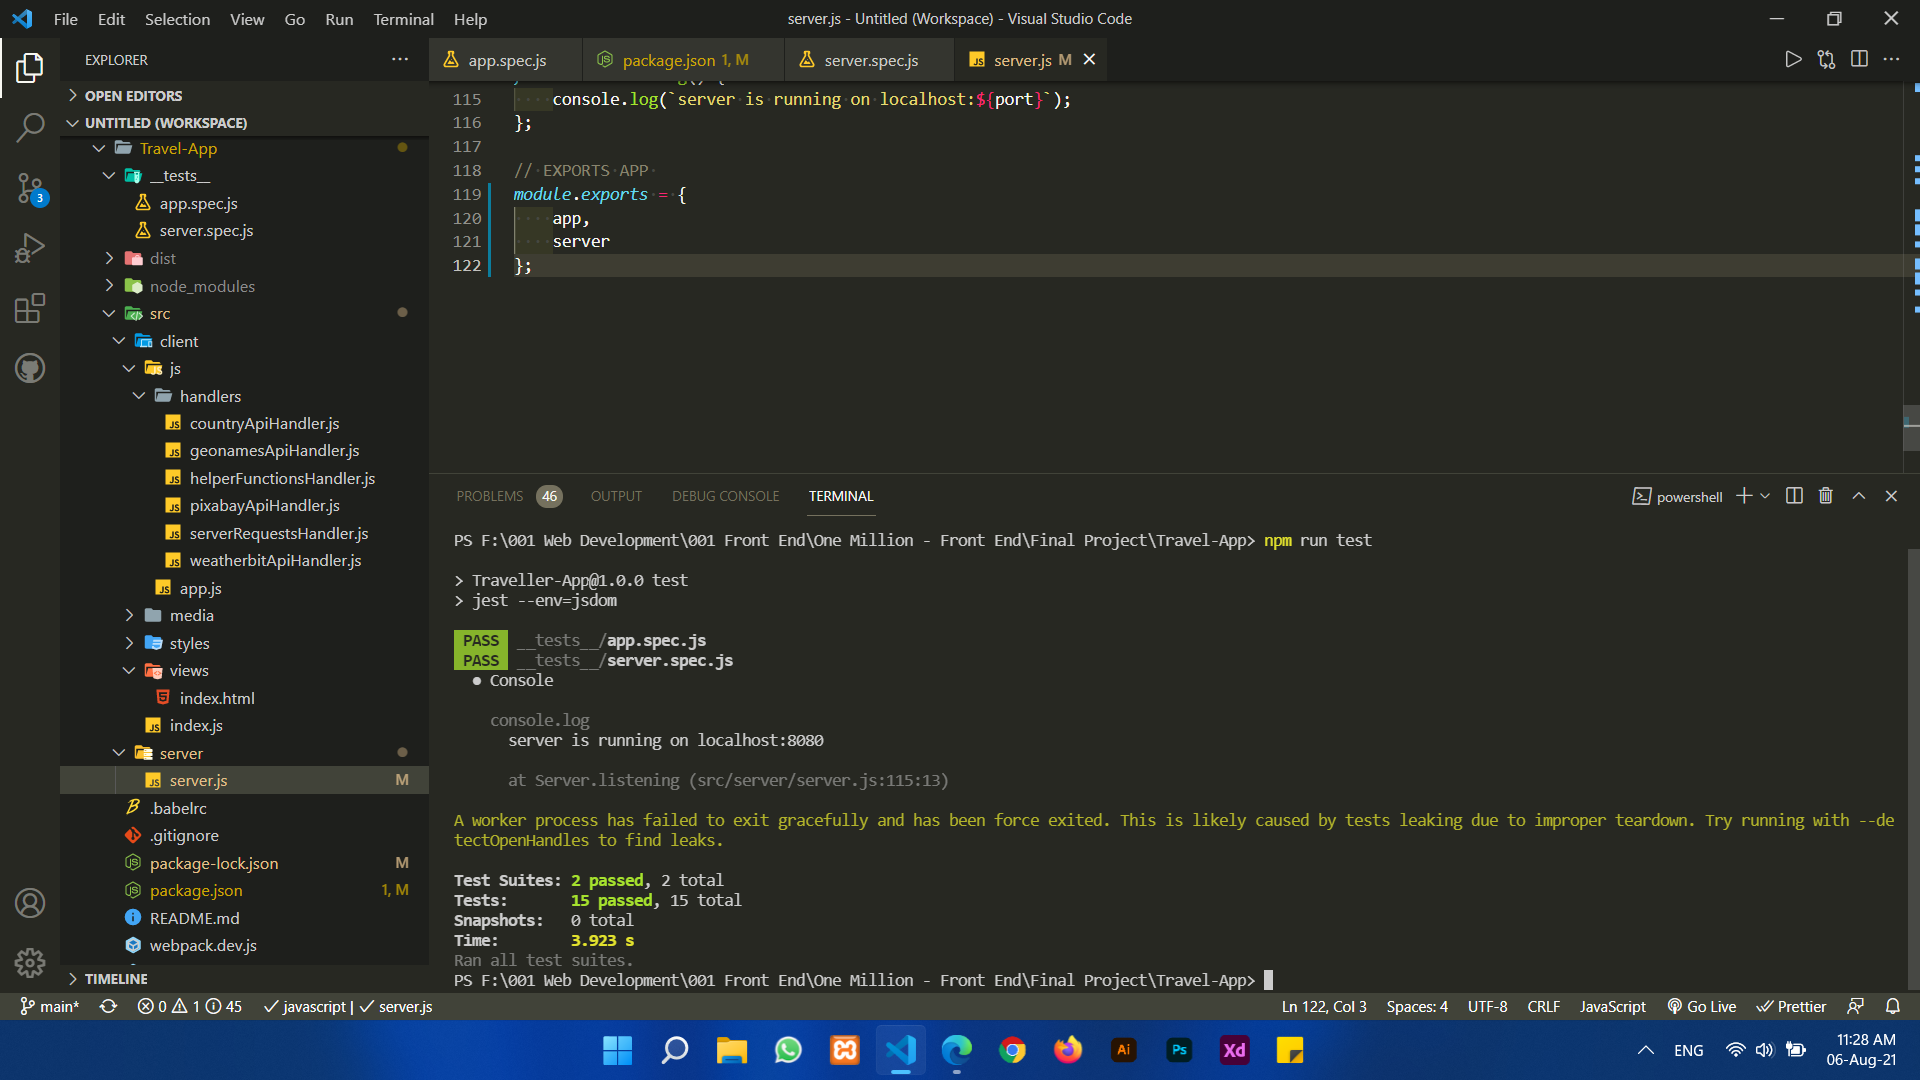 File Edit Selection View Go Run Terminal Help
server.js - Untitled (Workspace) - Visual Studio Code
EXPLORER
app.spec.js
package.json 1, M
server.spec.js
server.js M
OPEN EDITORS
UNTITLED (WORKSPACE)
Travel-App
__tests__
app.spec.js
server.spec.js
dist
node_modules
src
client
js
handlers
countryApiHandler.js
geonamesApiHandler.js
helperFunctionsHandler.js
pixabayApiHandler.js
serverRequestsHandler.js
weatherbitApiHandler.js
app.js
media
styles
views
index.html
index.js
server
server.js M
.babelrc
.gitignore
package-lock.json M
package.json 1, M
README.md
webpack.dev.js
TIMELINE
3
115 console.log(`server is running on localhost:${port}`);
116 };
117
118 // EXPORTS APP
119 module.exports = {
120 app,
121 server
122 };
PROBLEMS 46 OUTPUT DEBUG CONSOLE TERMINAL
powershell
PS F:\001 Web Development\001 Front End\One Million - Front End\Final Project\Travel-App> npm run test
> Traveller-App@1.0.0 test
> jest --env=jsdom
PASS __tests__/app.spec.js
PASS __tests__/server.spec.js
● Console
console.log
server is running on localhost:8080
at Server.listening (src/server/server.js:115:13)
A worker process has failed to exit gracefully and has been force exited. This is likely caused by tests leaking due to improper teardown. Try running with --de
tectOpenHandles to find leaks.
Test Suites: 2 passed, 2 total
Tests: 15 passed, 15 total
Snapshots: 0 total
Time: 3.923 s
Ran all test suites.
PS F:\001 Web Development\001 Front End\One Million - Front End\Final Project\Travel-App>
main* 0 1 45 javascript | server.js
Ln 122, Col 3 Spaces: 4 UTF-8 CRLF JavaScript Go Live Prettier
Ai Ps Xd
ENG
11:28 AM
06-Aug-21